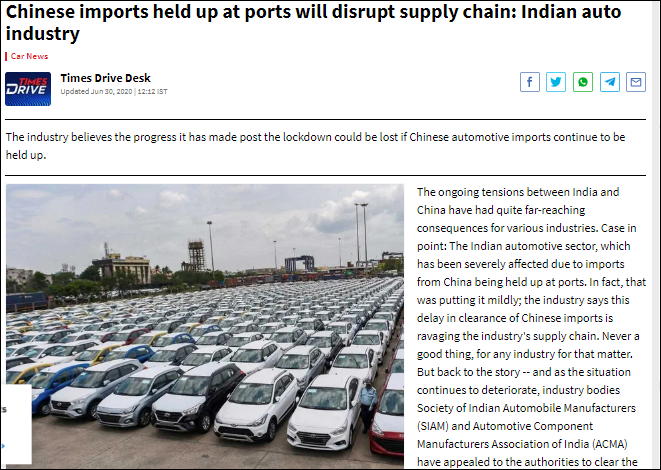 Chinese imports held up at ports will disrupt supply chain: Indian auto
industry
Car News
TIMES
DRIVE
Times Drive Desk
Updated Jun 30, 2020 | 12:12 IST
The industry believes the progress it has made post the lockdown could be lost if Chinese automotive imports continue to be
held up.
The ongoing tensions between India and
China have had quite far-reaching
consequences for various industries. Case in
point: The Indian automotive sector, which
has been severely affected due to imports
from China being held up at ports. In fact, that
was putting it mildly; the industry says this
delay in clearance of Chinese imports is
ravaging the industry's supply chain. Never a
good thing, for any industry for that matter.
But back to the story -- and as the situation
continues to deteriorate, industry bodies
Society of Indian Automobile Manufacturers
(SIAM) and Automotive Component
Manufacturers Association of India (ACMA)
have appealed to the authorities to clear the